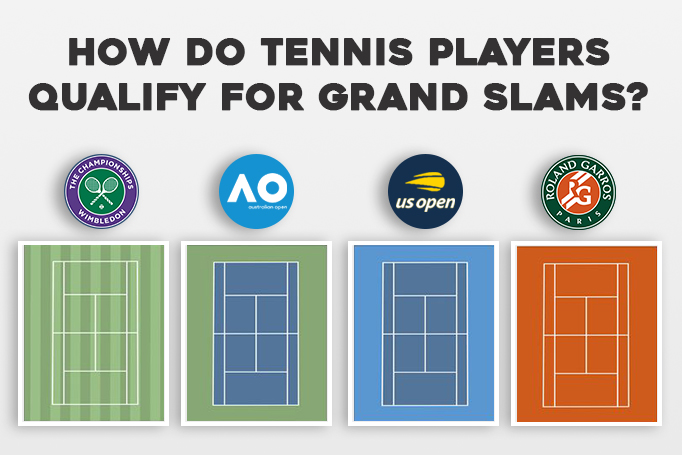 HOW DO TENNIS PLAYERS
QUALIFY FOR GRAND SLAMS?
THE CHAMPIONSHIPS
WIMBLEDON
AO
australian open
us open
ROLAND GARROS
RG
PARIS